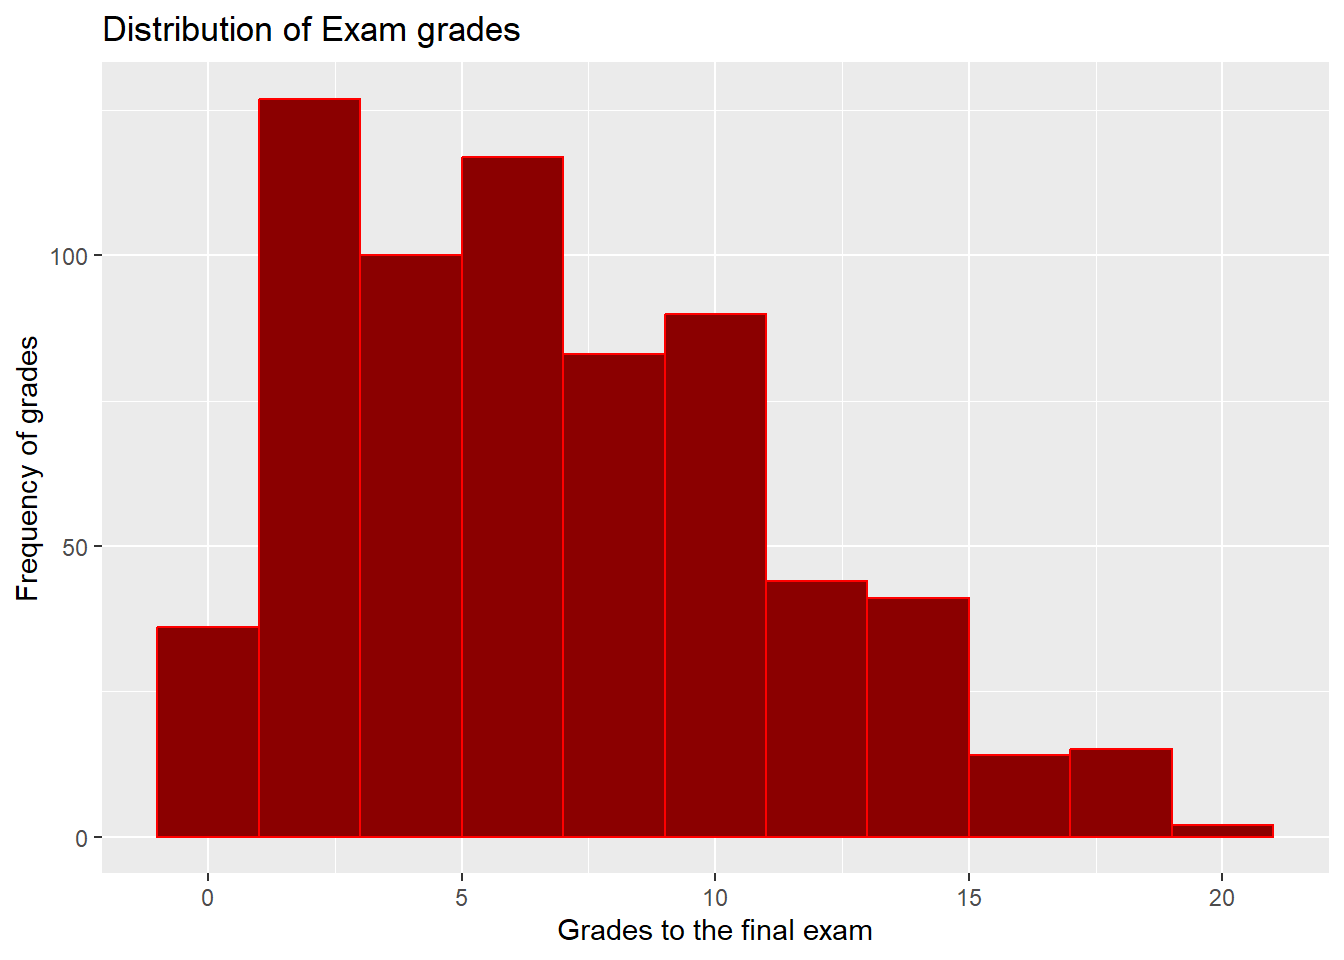 Distribution of Exam grades
Frequency of grades
100
50
0
0 5 10 15 20
Grades to the final exam